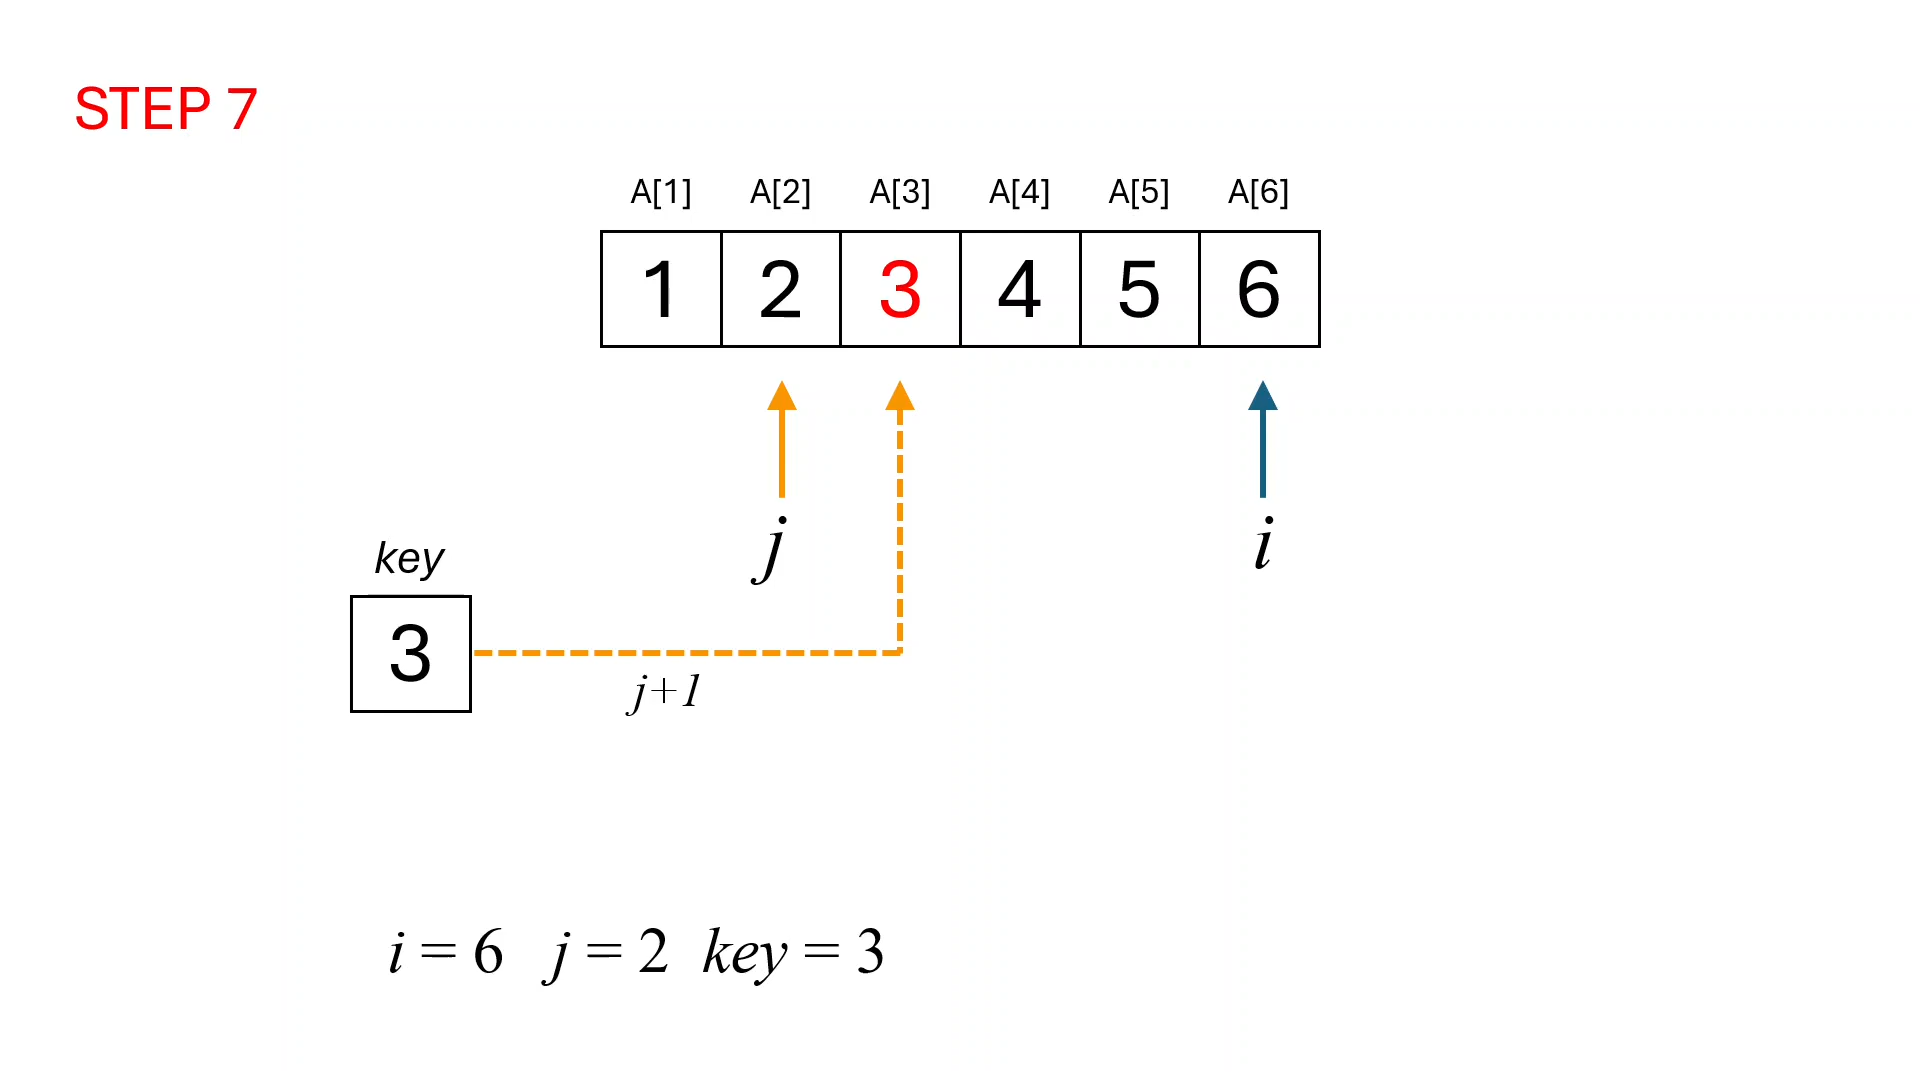 STEP 7
A[1] A[2] A[3] A[4] A[5] A[6]
1 2 3 4 5 6
j i
key
3
j+1
i = 6 j = 2 key = 3